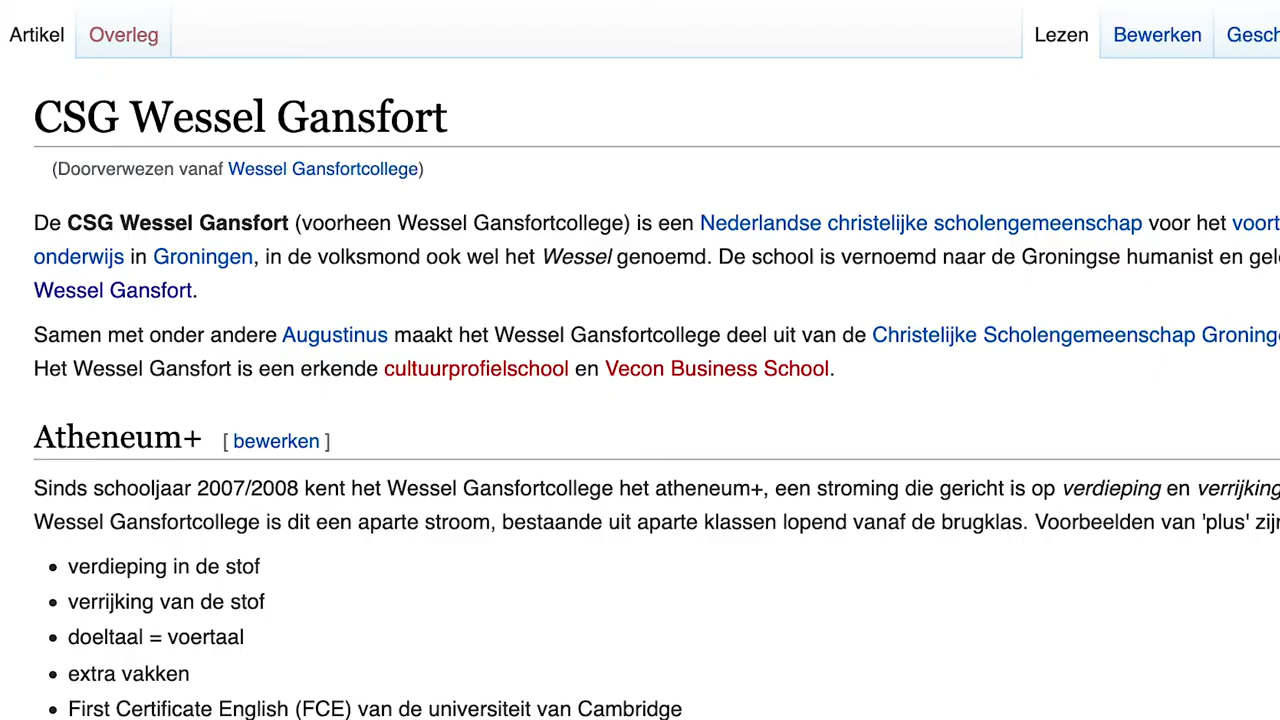 Artikel Overleg Lezen Bewerken
CSG Wessel Gansfort
(Doorverwezen vanaf Wessel Gansfortcollege)
De CSG Wessel Gansfort (voorheen Wessel Gansfortcollege) is een Nederlandse christelijke scholengemeenschap voor het
onderwijs in Groningen, in de volksmond ook wel het Wessel genoemd. De school is vernoemd naar de Groningse humanist en
Wessel Gansfort.
Samen met onder andere Augustinus maakt het Wessel Gansfortcollege deel uit van de Christelijke Scholengemeenschap
Het Wessel Gansfort is een erkende cultuurprofielschool en Vecon Business School.
Atheneum+ [ bewerken ]
Sinds schooljaar 2007/2008 kent het Wessel Gansfortcollege het atheneum+, een stroming die gericht is op verdieping en verrijking
Wessel Gansfortcollege is dit een aparte stroom, bestaande uit aparte klassen lopend vanaf de brugklas. Voorbeelden van 'plus'
• verdieping in de stof
• verrijking van de stof
• doeltaal = voertaal
• extra vakken
• First Certificate English (FCE) van de universiteit van Cambridge